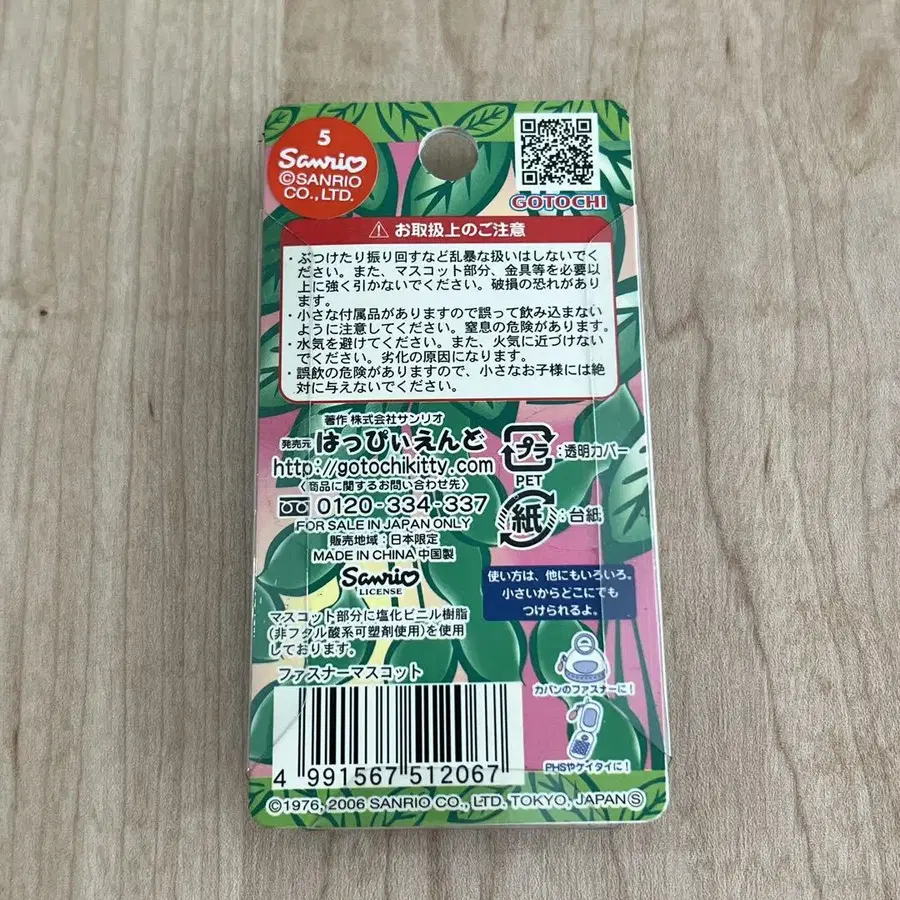 5
Sanrio
©SANRIO
CO.,LTD.
GOTOCHI
⚠ お取扱上のご注意
・ぶつけたり振り回すなど乱暴な扱いはしないでく
ださい。また、マスコット部分、金具等を必要以
上に強く引かないでください。破損の恐れがあり
ます。
・小さな付属品がありますので誤って飲み込まない
ように注意してください。窒息の危険があります。
・水気を避けてください。また、火気に近づけない
でください。劣化の原因になります。
・誤飲の危険がありますので、小さなお子様には絶
対に与えないでください。
著作 株式会社サンリオ
発売元 はっぴぃえんど
http://gotochikitty.com
〈商品に関するお問い合わせ先〉
0120-334-337
FOR SALE IN JAPAN ONLY
販売地域：日本限定
MADE IN CHINA 中国製
Sanrio
LICENSE
プラ：透明カバー
PET
紙：台紙
使い方は、他にもいろいろ。
小さいからどこにでも
つけられるよ。
マスコット部分に塩化ビニル樹脂
(非フタル酸系可塑剤使用)を使用
しております。
ファスナーマスコット
カバンのファスナーに！
PHSやケイタイに！
4 991567 512067
©1976, 2006 SANRIO CO., LTD. TOKYO, JAPAN Ⓢ